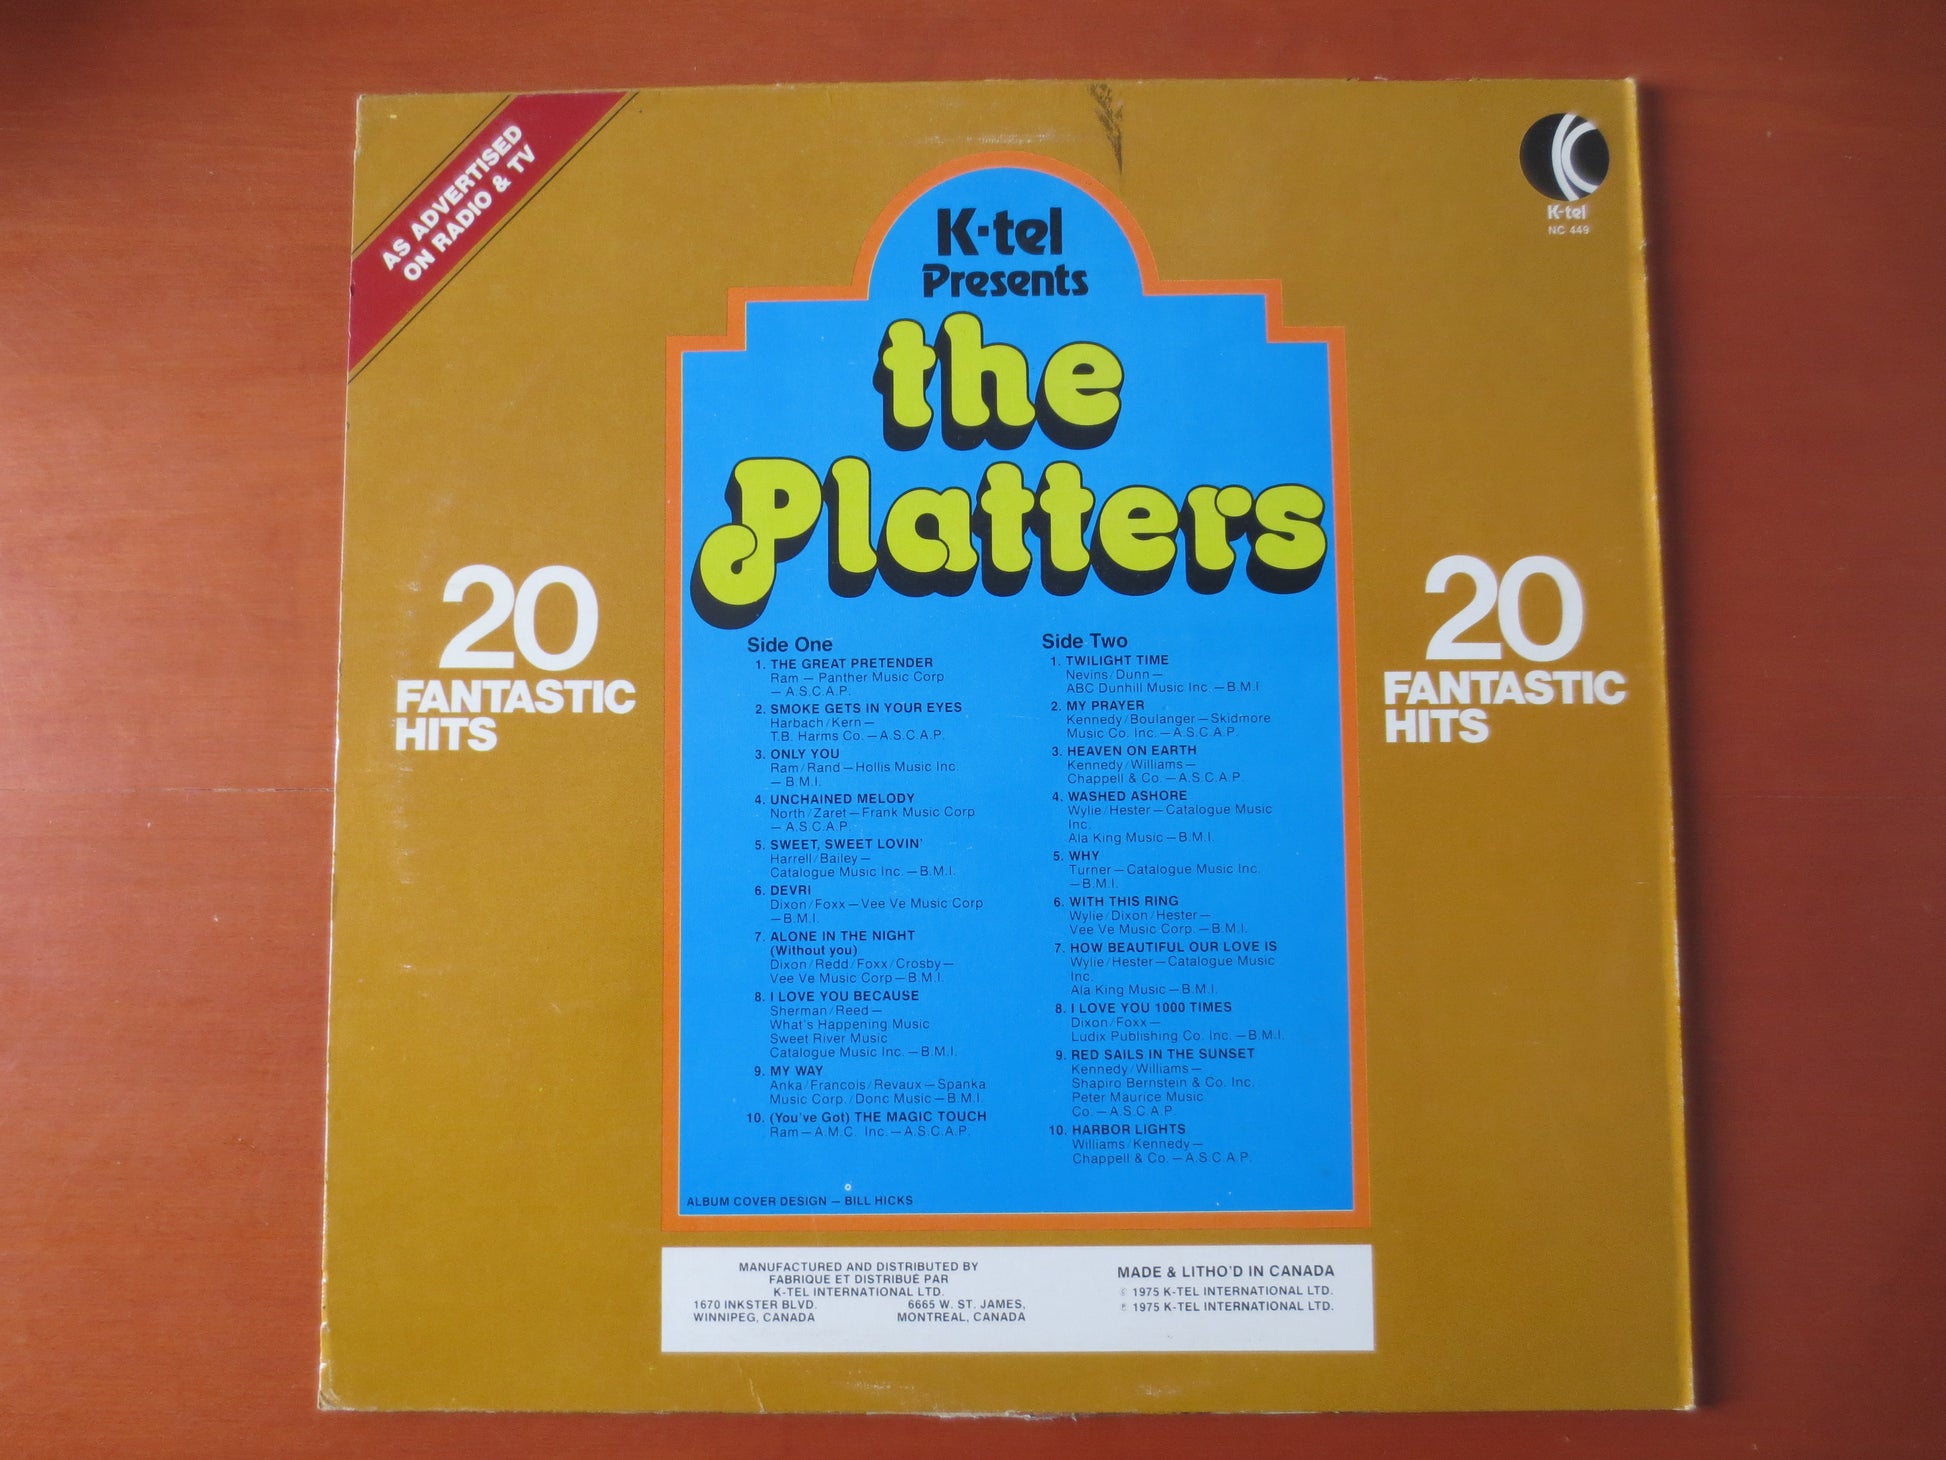 AS ADVERTISED
ON RADIO & TV
K-tel
NC 449
K-tel
Presents
the
Platters
20
FANTASTIC
HITS
20
FANTASTIC
HITS
Side One
1. THE GREAT PRETENDER
Ram — Panther Music Corp
— A.S.C.A.P.
2. SMOKE GETS IN YOUR EYES
Harbach/Kern —
T.B. Harms Co. — A.S.C.A.P.
3. ONLY YOU
Ram/Rand — Hollis Music Inc.
— B.M.I.
4. UNCHAINED MELODY
North/Zaret — Frank Music Corp
— A.S.C.A.P.
5. SWEET, SWEET LOVIN'
Harrell/Bailey —
Catalogue Music Inc. — B.M.I.
6. DEVRI
Dixon/Foxx — Vee Ve Music Corp
— B.M.I.
7. ALONE IN THE NIGHT
(Without you)
Dixon/Redd/Foxx/Crosby —
Vee Ve Music Corp — B.M.I.
8. I LOVE YOU BECAUSE
Sherman/Reed —
What's Happening Music
Sweet River Music
Catalogue Music Inc. — B.M.I.
9. MY WAY
Anka/Francois/Revaux — Spanka
Music Corp./Donc Music — B.M.I.
10. (You've Got) THE MAGIC TOUCH
Ram — A.M.C. Inc. — A.S.C.A.P.
Side Two
1. TWILIGHT TIME
Nevins/Dunn —
ABC Dunhill Music Inc. — B.M.I
2. MY PRAYER
Kennedy/Boulanger — Skidmore
Music Co. Inc. — A.S.C.A.P.
3. HEAVEN ON EARTH
Kennedy/Williams —
Chappell & Co. — A.S.C.A.P.
4. WASHED ASHORE
Wylie/Hester — Catalogue Music
Inc.
Ala King Music — B.M.I.
5. WHY
Turner — Catalogue Music Inc.
— B.M.I.
6. WITH THIS RING
Wylie/Dixon/Hester —
Vee Ve Music Corp. — B.M.I.
7. HOW BEAUTIFUL OUR LOVE IS
Wylie/Hester — Catalogue Music
Inc
Ala King Music — B.M.I.
8. I LOVE YOU 1000 TIMES
Dixon/Foxx —
Ludix Publishing Co. Inc. — B.M.I.
9. RED SAILS IN THE SUNSET
Kennedy/Williams —
Shapiro Bernstein & Co. Inc.
Peter Maurice Music
Co. — A.S.C.A.P.
10. HARBOR LIGHTS
Williams/Kennedy —
Chappell & Co. — A.S.C.A.P.
ALBUM COVER DESIGN — BILL HICKS
MANUFACTURED AND DISTRIBUTED BY
FABRIQUE ET DISTRIBUÉ PAR
K-TEL INTERNATIONAL LTD.
1670 INKSTER BLVD.
WINNIPEG, CANADA
6665 W. ST. JAMES,
MONTREAL, CANADA
MADE & LITHO'D IN CANADA
© 1975 K-TEL INTERNATIONAL LTD.
℗ 1975 K-TEL INTERNATIONAL LTD.